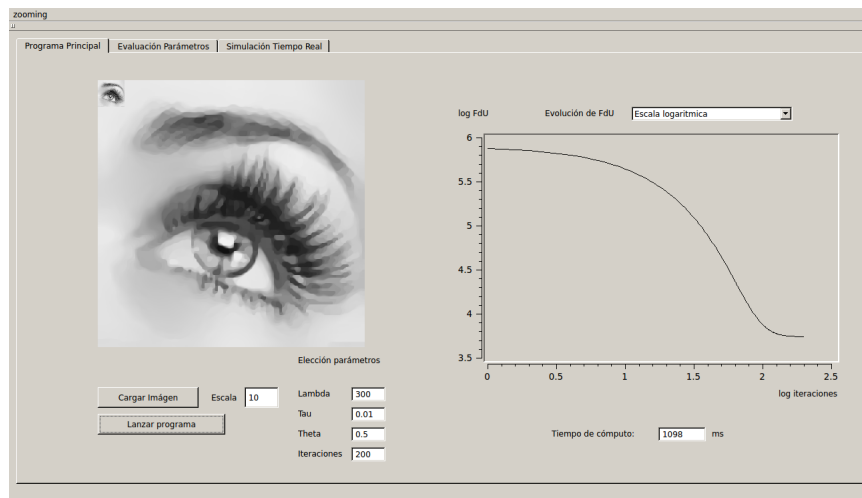 zooming
Programa Principal
Evaluación Parámetros
Simulación Tiempo Real
log FdU
Evolución de FdU
Escala logaritmica
6
5.5
5
4.5
4
3.5
0 0.5 1 1.5 2 2.5
log iteraciones
Elección parámetros
Cargar Imágen
Escala 10
Lanzar programa
Lambda 300
Tau 0.01
Theta 0.5
Iteraciones 200
Tiempo de cómputo: 1098 ms